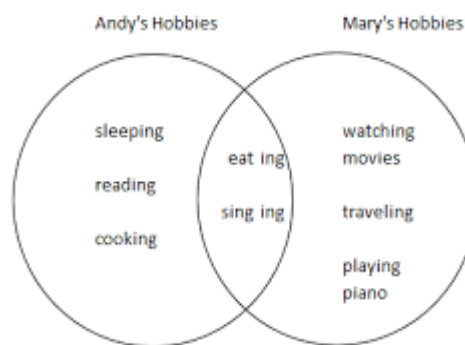 Andy's Hobbies
Mary's Hobbies
sleeping
reading
cooking
eat ing
sing ing
watching
movies
traveling
playing
piano